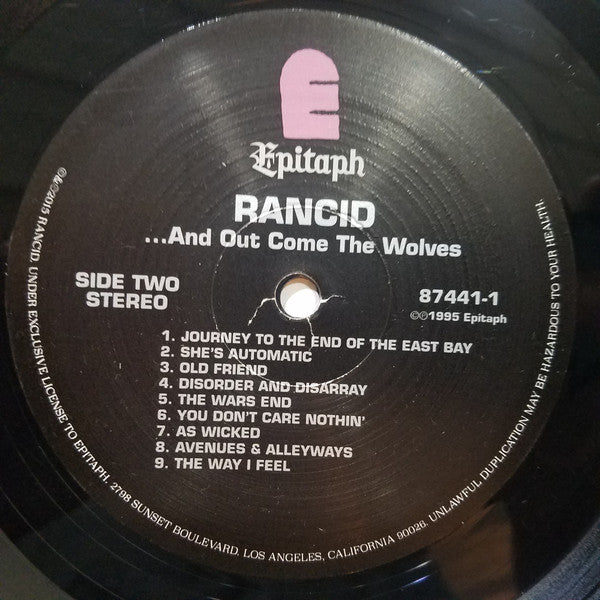 Epitaph
RANCID
...And Out Come The Wolves
SIDE TWO
STEREO
87441-1
©℗1995 Epitaph
1. JOURNEY TO THE END OF THE EAST BAY
2. SHE'S AUTOMATIC
3. OLD FRIEND
4. DISORDER AND DISARRAY
5. THE WARS END
6. YOU DON'T CARE NOTHIN'
7. AS WICKED
8. AVENUES & ALLEYWAYS
9. THE WAY I FEEL
℗&©2015 RANCID. UNDER EXCLUSIVE LICENSE TO EPITAPH. 2798 SUNSET BOULEVARD. LOS ANGELES, CALIFORNIA 90026. UNLAWFUL DUPLICATION MAY BE HAZARDOUS TO YOUR HEALTH.